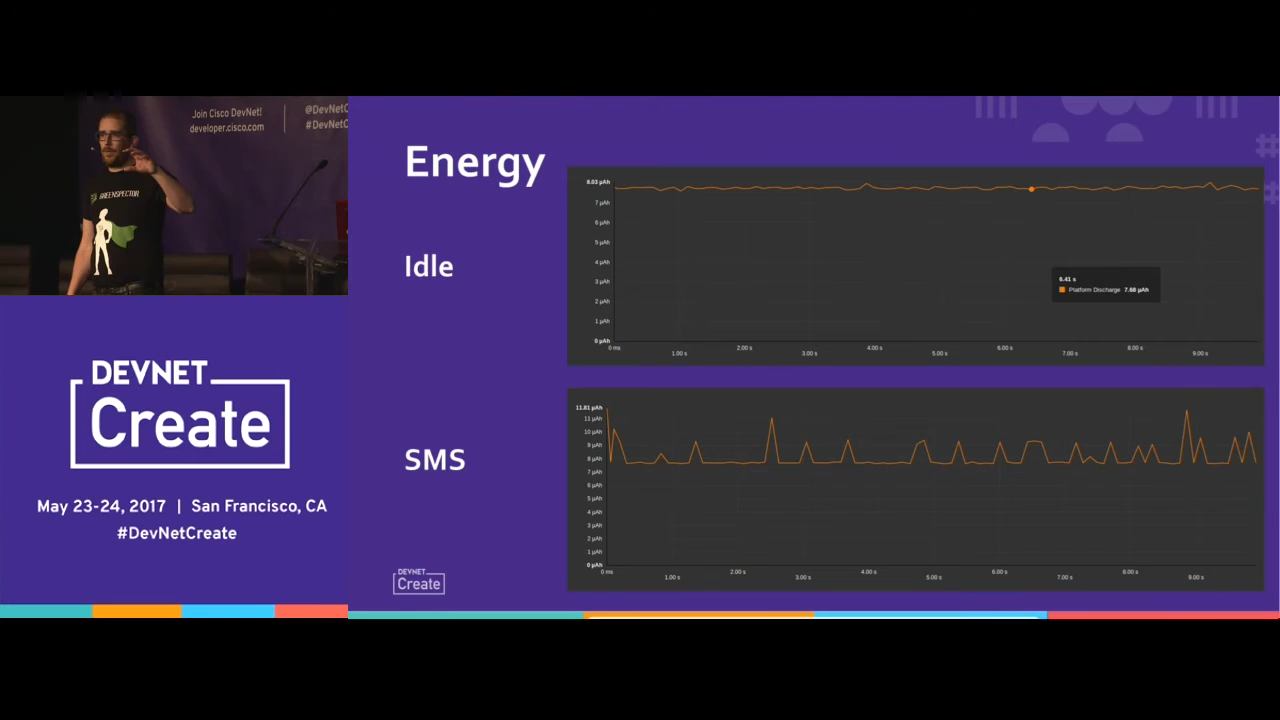 Join Cisco DevNet!
developer.cisco.com
@DevNetC
#DevNetC
GREENSPECTOR
DEVNET
Create
May 23-24, 2017 | San Francisco, CA
#DevNetCreate
Energy
Idle
8.03 µAh
7 µAh
6 µAh
5 µAh
4 µAh
3 µAh
2 µAh
1 µAh
0 µAh
0 ms
1.00 s
2.00 s
3.00 s
4.00 s
5.00 s
6.00 s
7.00 s
8.00 s
9.00 s
6.41 s
Platform Discharge 7.68 µAh
SMS
11.81 µAh
11 µAh
10 µAh
9 µAh
8 µAh
7 µAh
6 µAh
5 µAh
4 µAh
3 µAh
2 µAh
1 µAh
0 µAh
0 ms
1.00 s
2.00 s
3.00 s
4.00 s
5.00 s
6.00 s
7.00 s
8.00 s
9.00 s
DEVNET
Create